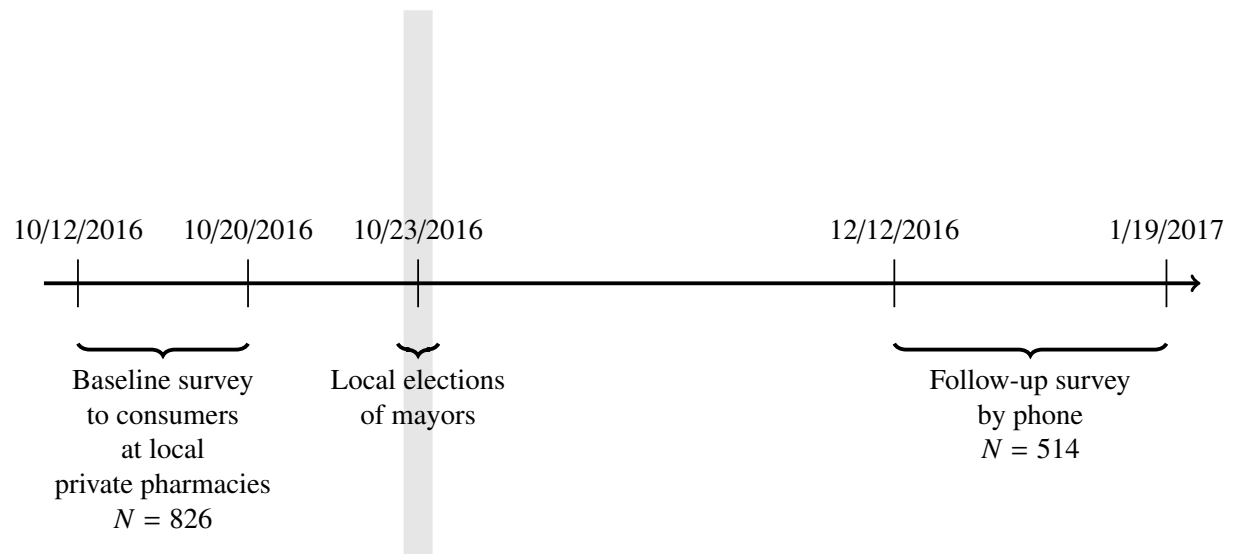 10/12/2016 10/20/2016 10/23/2016 12/12/2016 1/19/2017
Baseline survey
to consumers
at local
private pharmacies
N = 826
Local elections
of mayors
Follow-up survey
by phone
N = 514